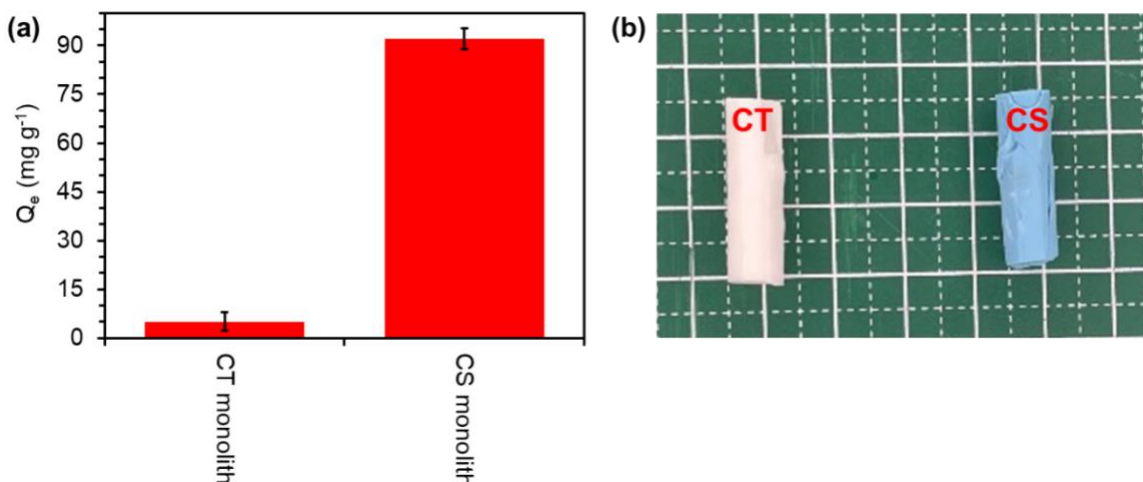 (a)
90
75
60
45
30
15
0
Qe (mg g-1)
CT monolith
CS monolith
(b)
CT
CS